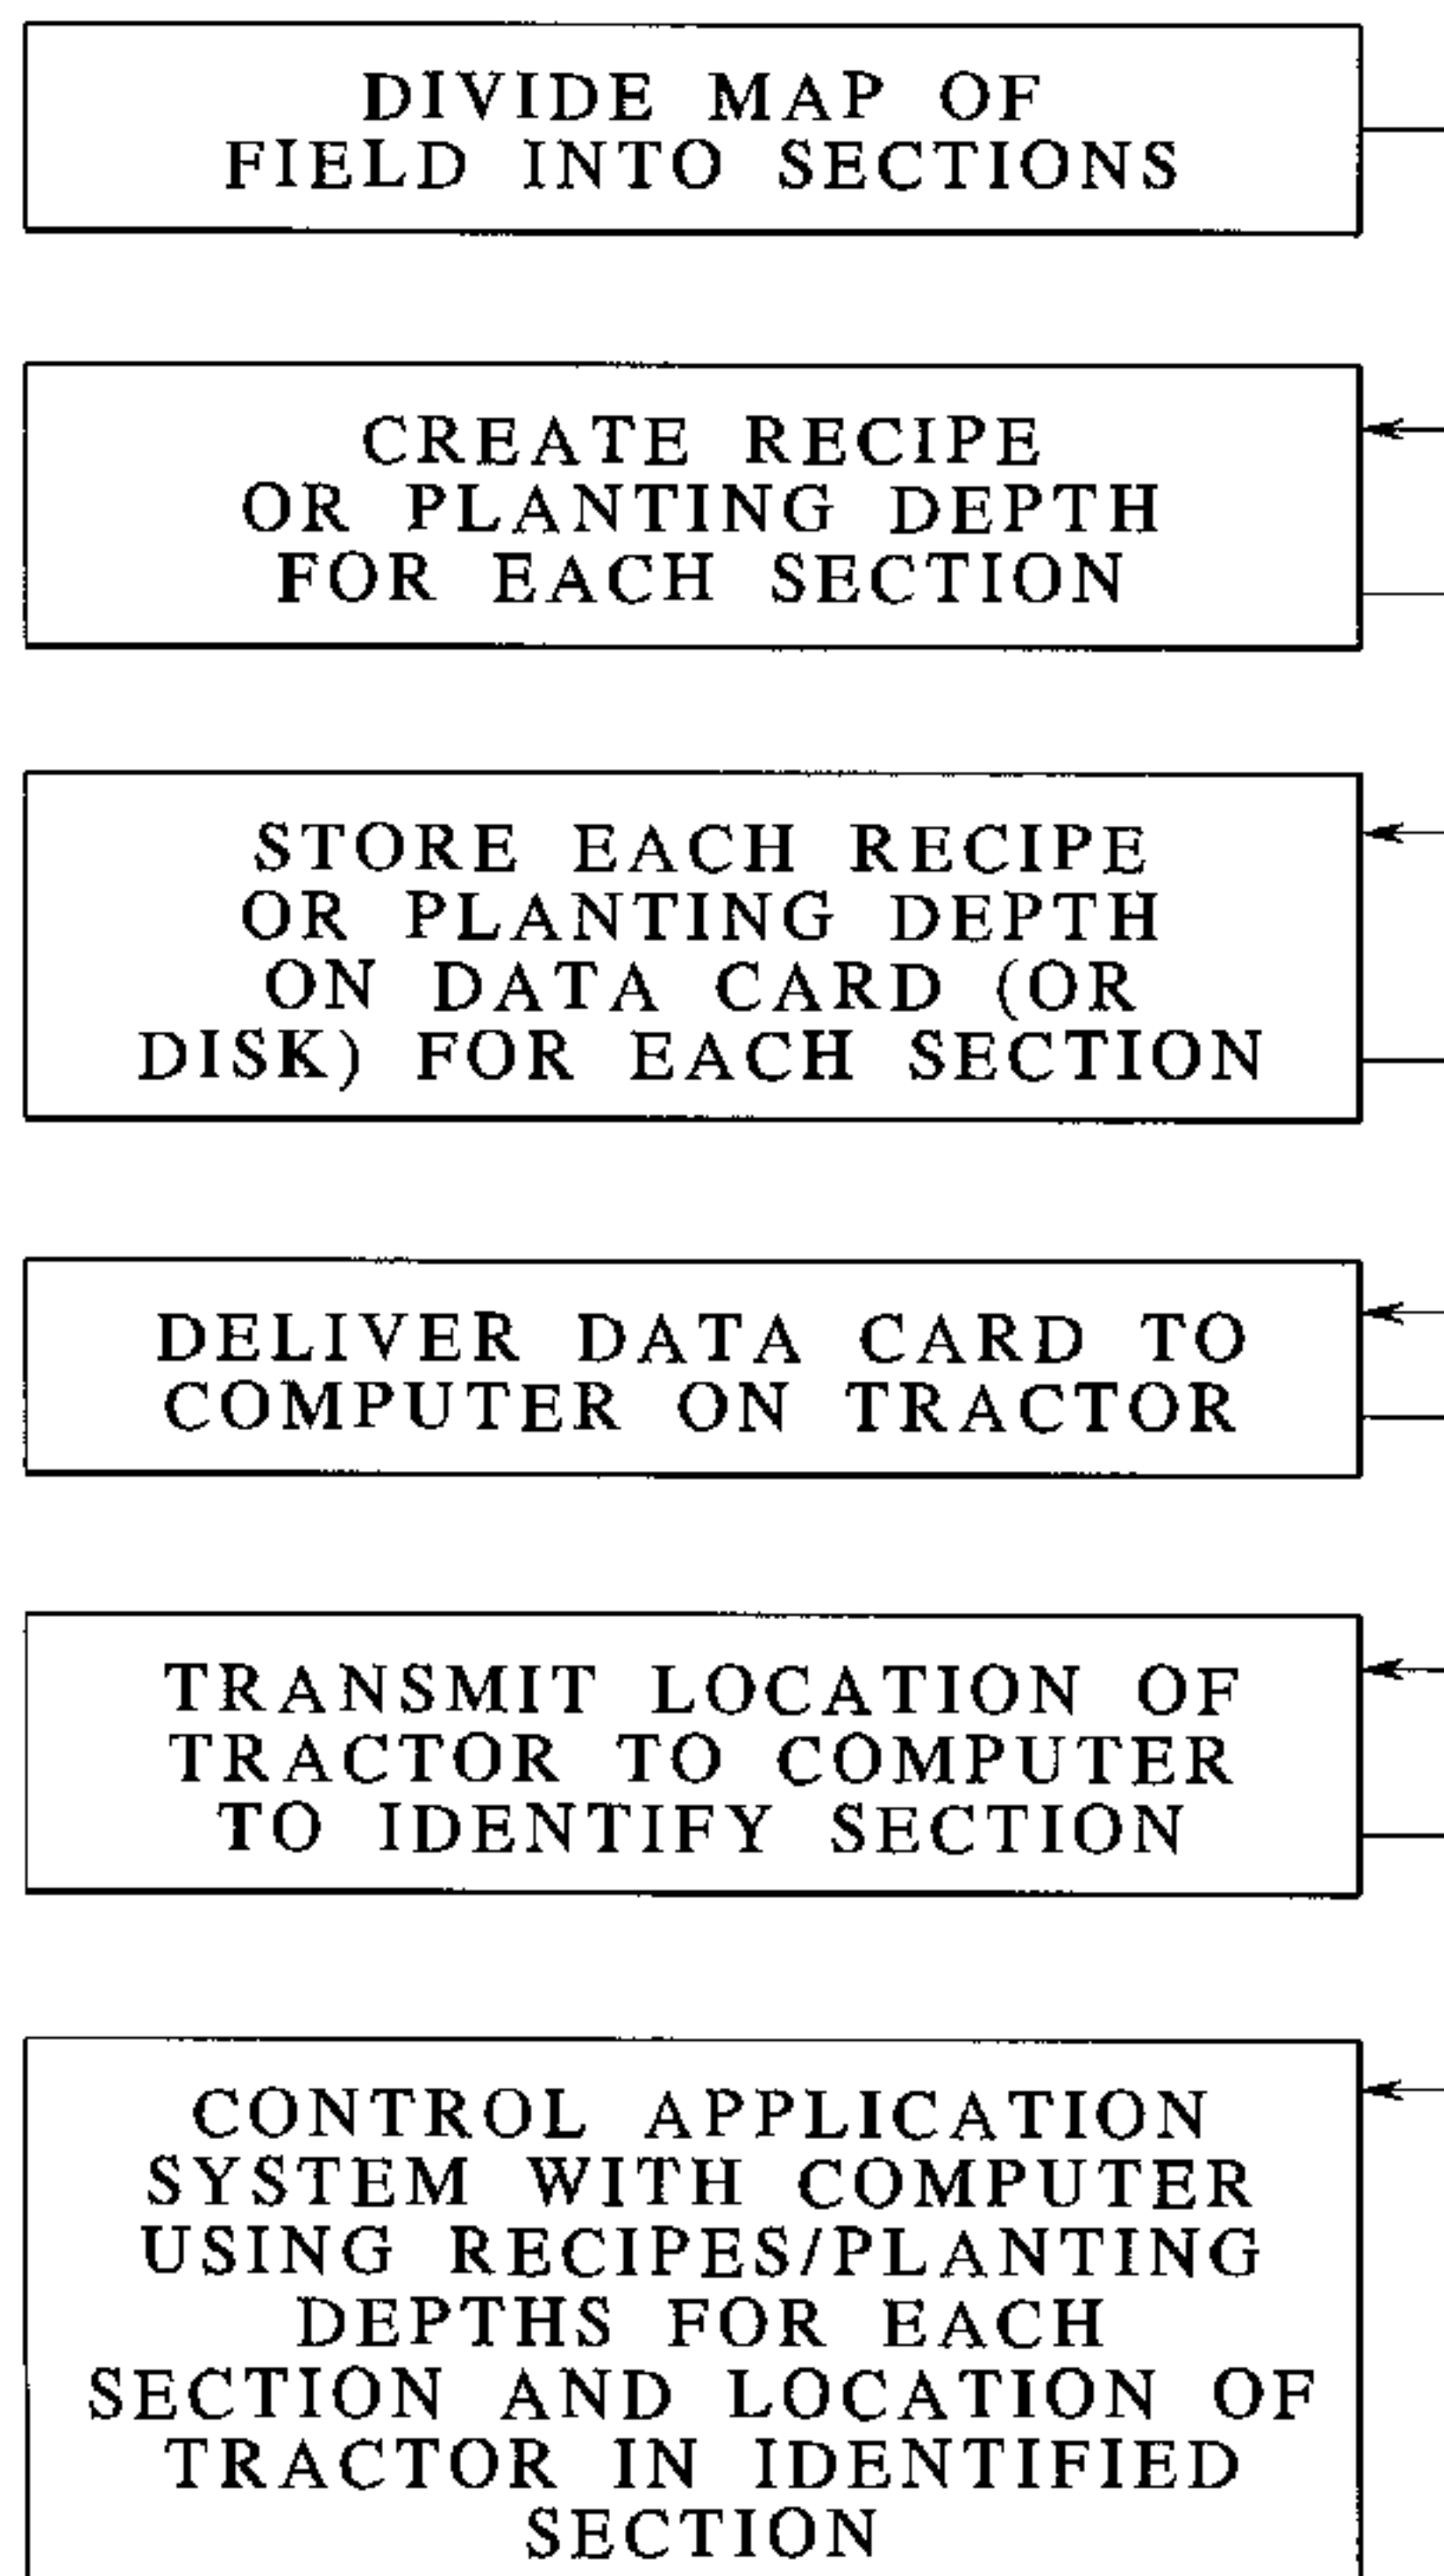 DIVIDE MAP OF
FIELD INTO SECTIONS
CREATE RECIPE
OR PLANTING DEPTH
FOR EACH SECTION
STORE EACH RECIPE
OR PLANTING DEPTH
ON DATA CARD (OR
DISK) FOR EACH SECTION
DELIVER DATA CARD TO
COMPUTER ON TRACTOR
TRANSMIT LOCATION OF
TRACTOR TO COMPUTER
TO IDENTIFY SECTION
CONTROL APPLICATION
SYSTEM WITH COMPUTER
USING RECIPES/PLANTING
DEPTHS FOR EACH
SECTION AND LOCATION OF
TRACTOR IN IDENTIFIED
SECTION